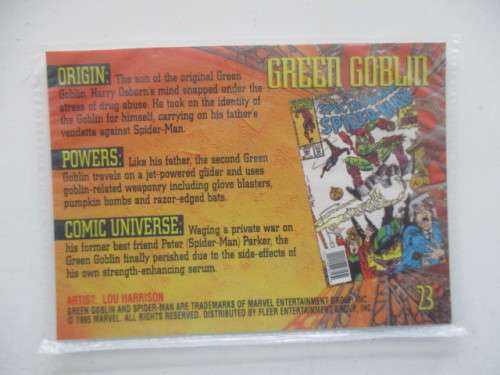 GREEN GOBLIN
ORIGIN: The son of the original Green
Goblin, Harry Osborn's mind snapped under the
stress of drug abuse. He took on the identity of
the Goblin for himself, carrying on his father's
vendetta against Spider-Man.
POWERS: Like his father, the second Green
Goblin travels on a jet-powered glider and uses
goblin-related weaponry including glove blasters,
pumpkin bombs and razor-edged bats.
COMIC UNIVERSE: Waging a private war on
his former best friend Peter (Spider-Man) Parker, the
Green Goblin finally perished due to the side-effects of
his own strength-enhancing serum.
SPIDER-MAN
ARTIST: LOU HARRISON
GREEN GOBLIN AND SPIDER-MAN ARE TRADEMARKS OF MARVEL ENTERTAINMENT GROUP, INC.
© 1995 MARVEL. ALL RIGHTS RESERVED. DISTRIBUTED BY FLEER ENTERTAINMENT GROUP, INC.
23